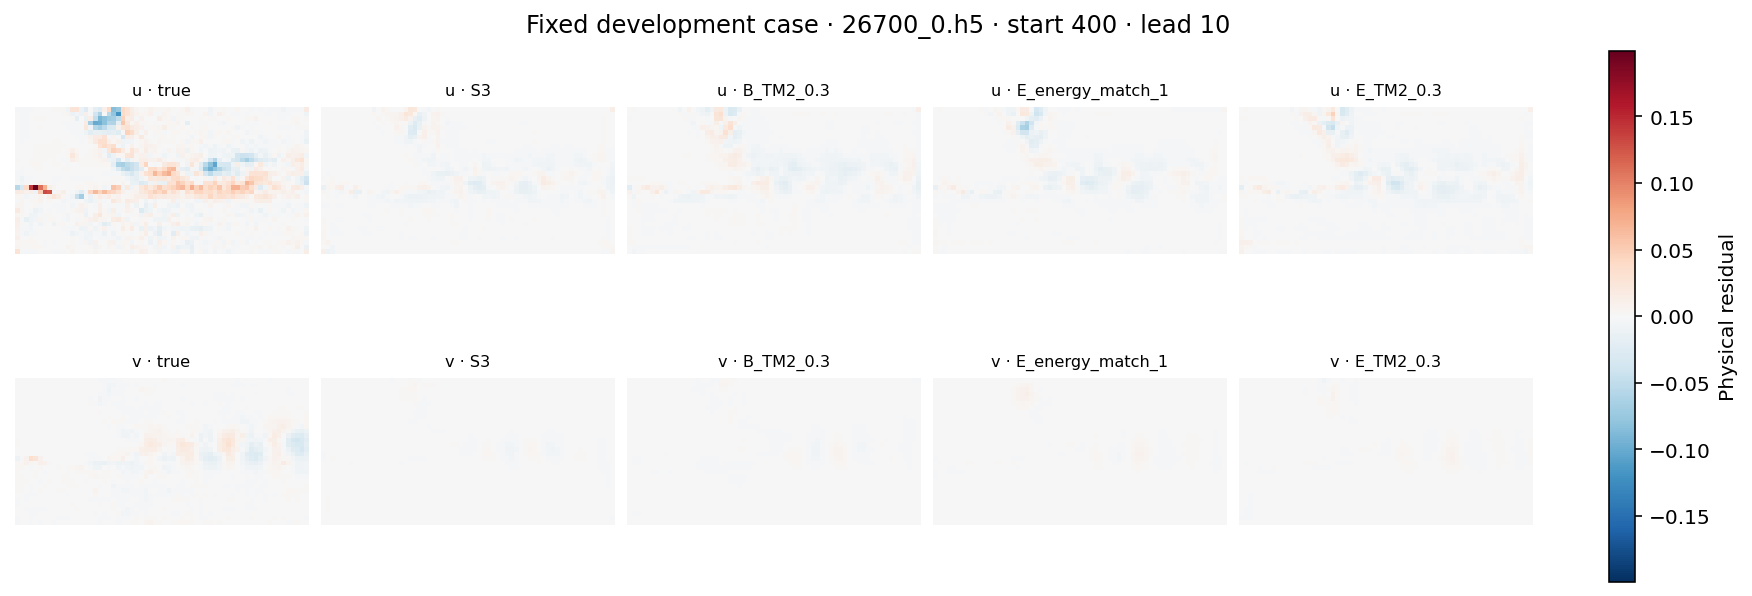 Fixed development case · 26700_0.h5 · start 400 · lead 10
u · true
u · S3
u · B_TM2_0.3
u · E_energy_match_1
u · E_TM2_0.3
v · true
v · S3
v · B_TM2_0.3
v · E_energy_match_1
v · E_TM2_0.3
0.15
0.10
0.05
0.00
−0.05
−0.10
−0.15
Physical residual